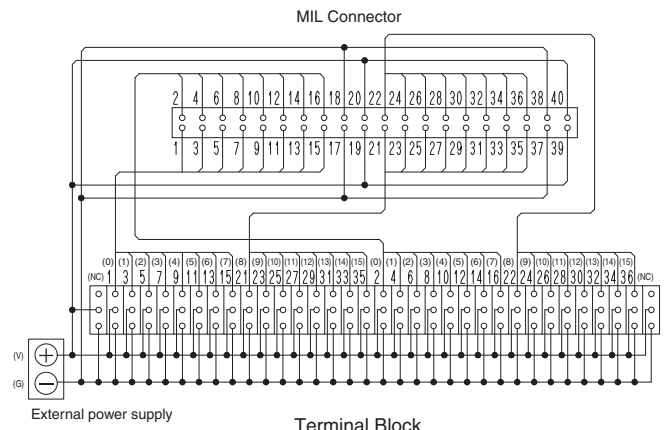 MIL Connector
2 4 6 8 10 12 14 16 18 20 22 24 26 28 30 32 34 36 38 40
1 3 5 7 9 11 13 15 17 19 21 23 25 27 29 31 33 35 37 39
(0) (1) (2) (3) (4) (5) (6) (7) (8) (9) (10) (11) (12) (13) (14) (15) (0) (1) (2) (3) (4) (5) (6) (7) (8) (9) (10) (11) (12) (13) (14) (15)
(NC) 1 3 5 7 9 11 13 15 21 23 25 27 29 31 33 35 2 4 6 8 10 12 14 16 22 24 26 28 30 32 34 36 (NC)
(V) +
(G) −
External power supply
Terminal Block